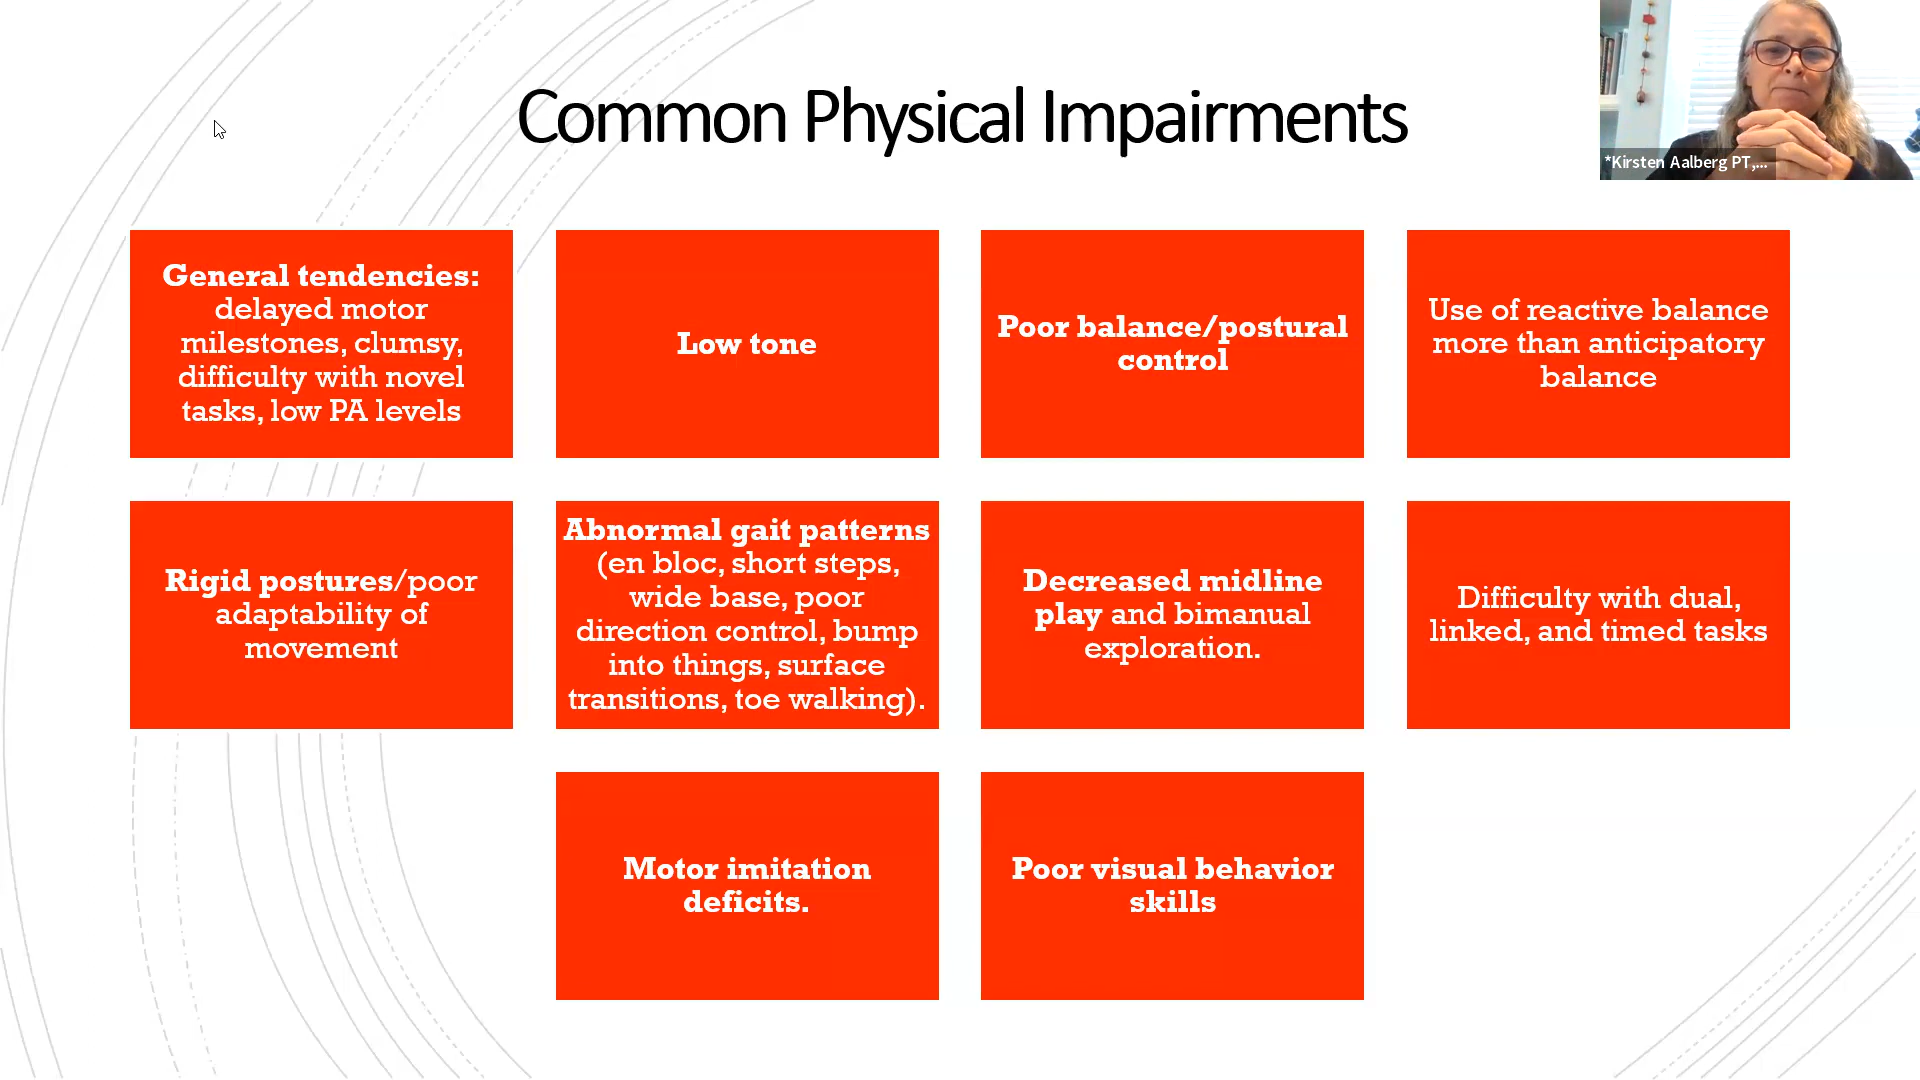 Common Physical Impairments
*Kirsten Aalberg PT,...
General tendencies:
delayed motor
milestones, clumsy,
difficulty with novel
tasks, low PA levels
Low tone
Poor balance/postural
control
Use of reactive balance
more than anticipatory
balance
Rigid postures/poor
adaptability of
movement
Abnormal gait patterns
(en bloc, short steps,
wide base, poor
direction control, bump
into things, surface
transitions, toe walking).
Decreased midline
play and bimanual
exploration.
Difficulty with dual,
linked, and timed tasks
Motor imitation
deficits.
Poor visual behavior
skills